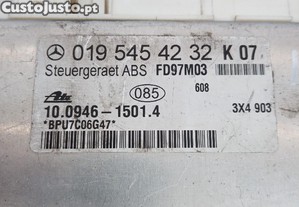 019 545 42 32 K 07
Steuergeraet ABS FD97M03
608
085
Ate 10.0946-1501.4 3X4 903
*BPU7C06G47*
custojusto